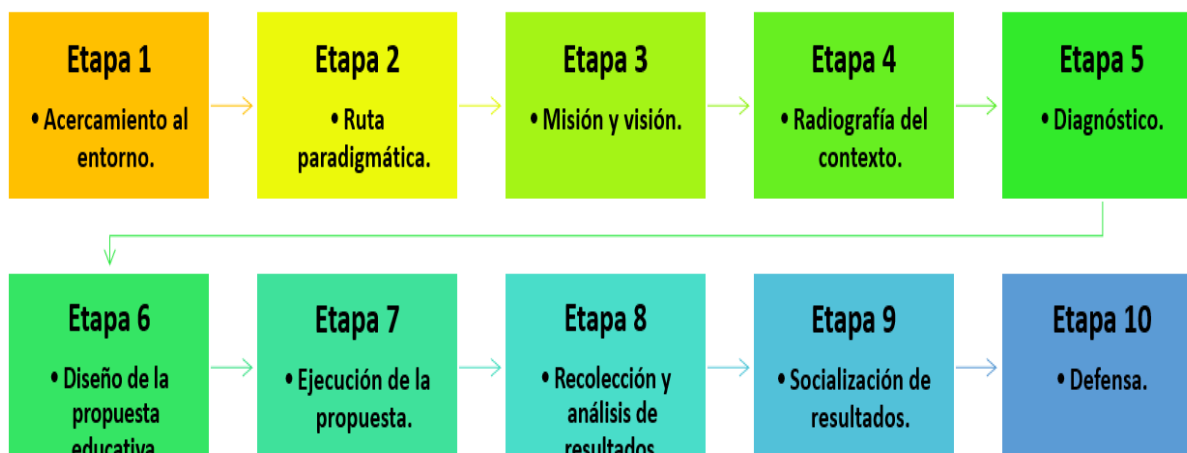 Etapa 1
• Acercamiento al
entorno.
Etapa 2
• Ruta
paradigmática.
Etapa 3
• Misión y visión.
Etapa 4
• Radiografía del
contexto.
Etapa 5
• Diagnóstico.
Etapa 6
• Diseño de la
propuesta
educativa
Etapa 7
• Ejecución de la
propuesta.
Etapa 8
• Recolección y
análisis de
resultados
Etapa 9
• Socialización de
resultados.
Etapa 10
• Defensa.